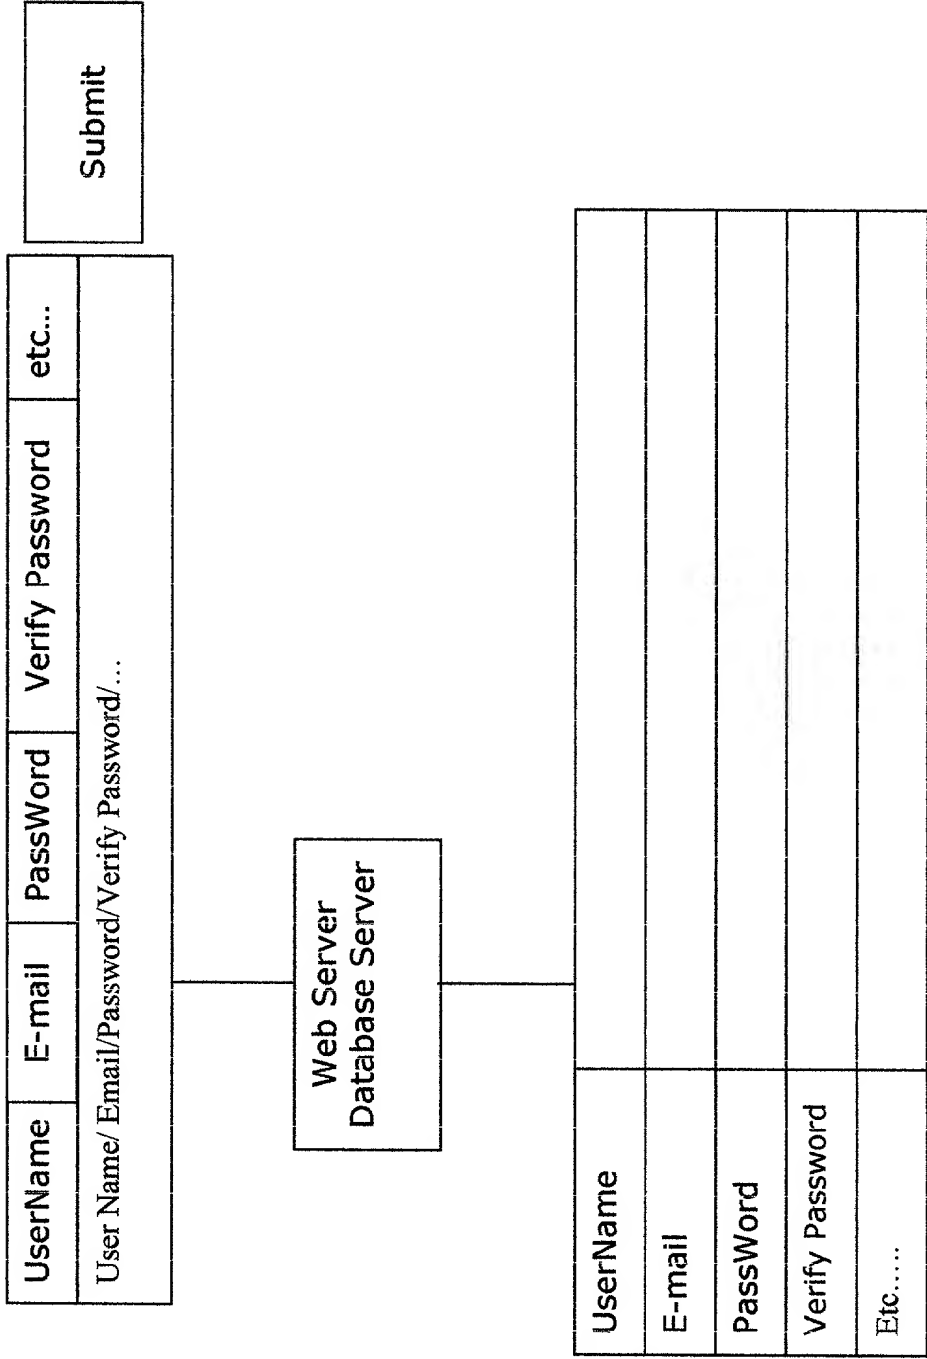 UserName E-mail PassWord Verify Password etc...
Submit
User Name/ Email/Password/Verify Password/...
Web Server
Database Server
UserName
E-mail
PassWord
Verify Password
Etc.....